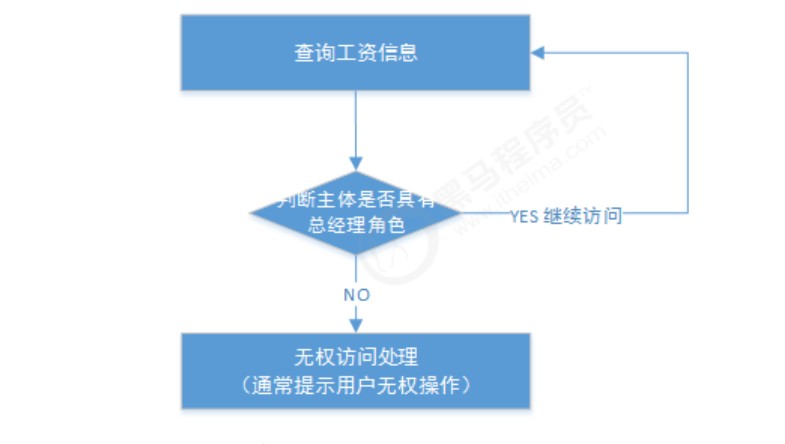 查询工资信息
判断主体是否具有
总经理角色
YES 继续访问
NO
无权访问处理
（通常提示用户无权操作）
黑马程序员
www.itheima.com